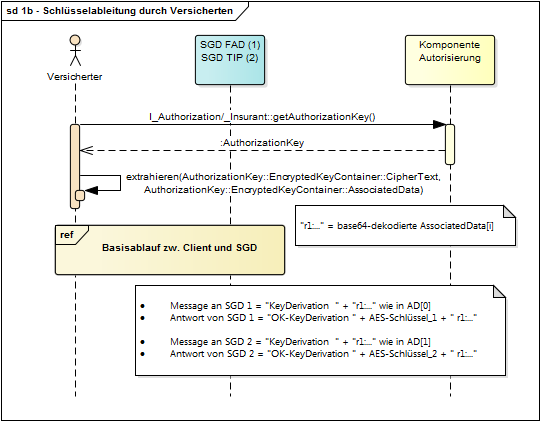 sd 1b - Schlüsselableitung durch Versicherten
SGD FAD (1)
SGD TIP (2)
Komponente
Autorisierung
Versicherter
I_Authorization/_Insurant::getAuthorizationKey()
:AuthorizationKey
extrahieren(AuthorizationKey::EncryptedKeyContainer::CipherText,
AuthorizationKey::EncryptedKeyContainer::AssociatedData)
"r1:..." = base64-dekodierte AssociatedData[i]
ref
Basisablauf zw. Client und SGD
• Message an SGD 1 = "KeyDerivation " + "r1:..." wie in AD[0]
• Antwort von SGD 1 = "OK-KeyDerivation " + AES-Schlüssel_1 + " r1:..."
• Message an SGD 2 = "KeyDerivation " + "r1:..." wie in AD[1]
• Antwort von SGD 2 = "OK-KeyDerivation " + AES-Schlüssel_2 + " r1:..."